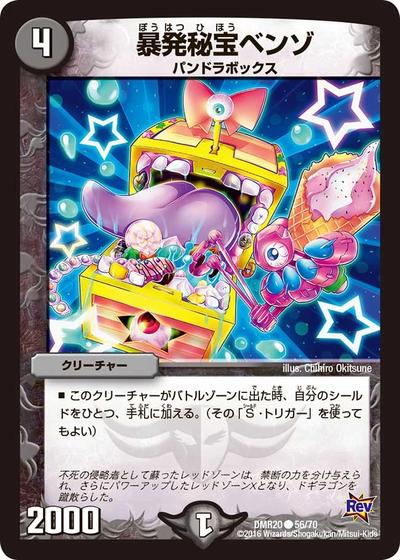 4
ぼうはつひほう
暴発秘宝ベンゾ
パンドラボックス
illus. Chihiro Okitsune
クリーチャー
■ このクリーチャーがバトルゾーンに出た時、自分のシール
ドをひとつ、手札に加える。（その「S・トリガー」を使って
もよい）
不死の侵略者として蘇ったレッドゾーンは、禁断の力を分け与えら
れ、さらにパワーアップしたレッドゾーンXとなり、ドギラゴンを
蹴散らした。
Rev
2000
DMR20 ● 56/70
©2016 Wizards/Shogakukan/Mitsui-Kids